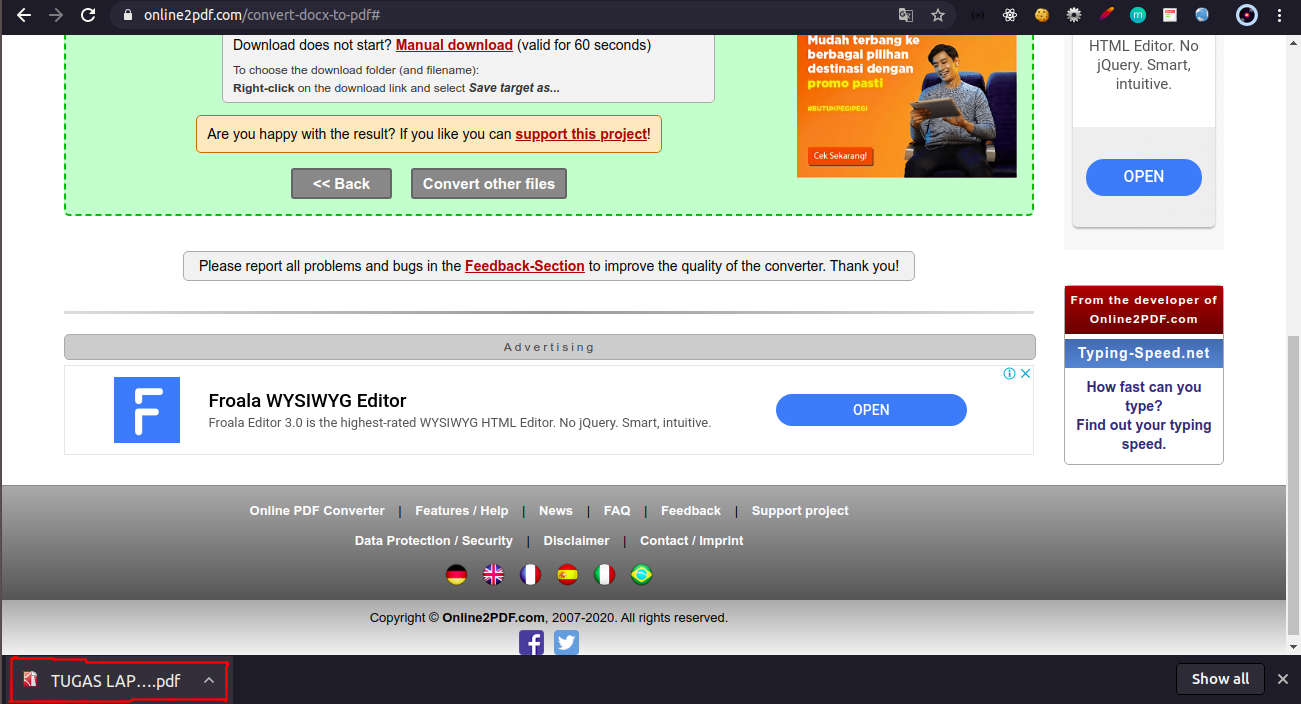 online2pdf.com/convert-docx-to-pdf#
Download does not start? Manual download (valid for 60 seconds)
To choose the download folder (and filename):
Right-click on the download link and select Save target as...
Are you happy with the result? If you like you can support this project!
<< Back
Convert other files
Mudah terbang ke
berbagai pilihan
destinasi dengan
promo pasti
#BUTUHPEGIPEGI
Cek Sekarang!
HTML Editor. No
jQuery. Smart,
intuitive.
OPEN
Please report all problems and bugs in the Feedback-Section to improve the quality of the converter. Thank you!
From the developer of
Online2PDF.com
Typing-Speed.net
How fast can you
type?
Find out your typing
speed.
Advertising
Froala WYSIWYG Editor
Froala Editor 3.0 is the highest-rated WYSIWYG HTML Editor. No jQuery. Smart, intuitive.
OPEN
Online PDF Converter | Features / Help | News | FAQ | Feedback | Support project
Data Protection / Security | Disclaimer | Contact / Imprint
Copyright © Online2PDF.com, 2007-2020. All rights reserved.
TUGAS LAP....pdf
Show all